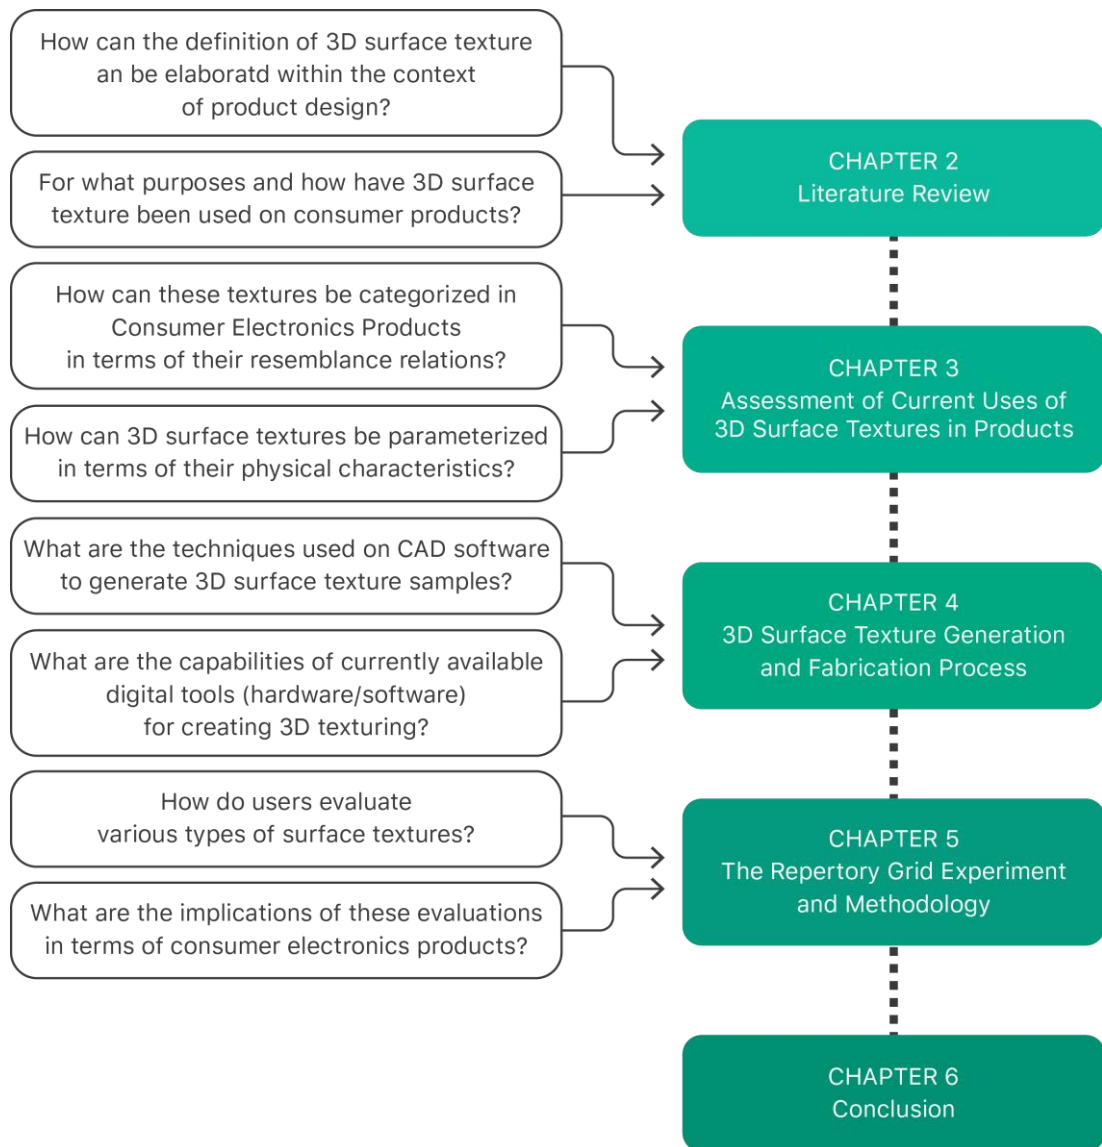 How can the definition of 3D surface texture
an be elaboratd within the context
of product design?
For what purposes and how have 3D surface
texture been used on consumer products?
CHAPTER 2
Literature Review
How can these textures be categorized in
Consumer Electronics Products
in terms of their resemblance relations?
How can 3D surface textures be parameterized
in terms of their physical characteristics?
CHAPTER 3
Assessment of Current Uses of
3D Surface Textures in Products
What are the techniques used on CAD software
to generate 3D surface texture samples?
What are the capabilities of currently available
digital tools (hardware/software)
for creating 3D texturing?
CHAPTER 4
3D Surface Texture Generation
and Fabrication Process
How do users evaluate
various types of surface textures?
What are the implications of these evaluations
in terms of consumer electronics products?
CHAPTER 5
The Repertory Grid Experiment
and Methodology
CHAPTER 6
Conclusion